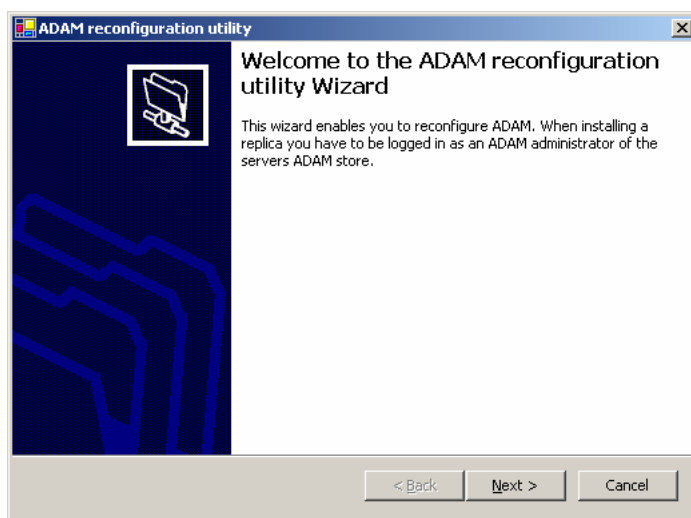 ADAM reconfiguration utility
Welcome to the ADAM reconfiguration
utility Wizard
This wizard enables you to reconfigure ADAM. When installing a
replica you have to be logged in as an ADAM administrator of the
servers ADAM store.
< Back
Next >
Cancel